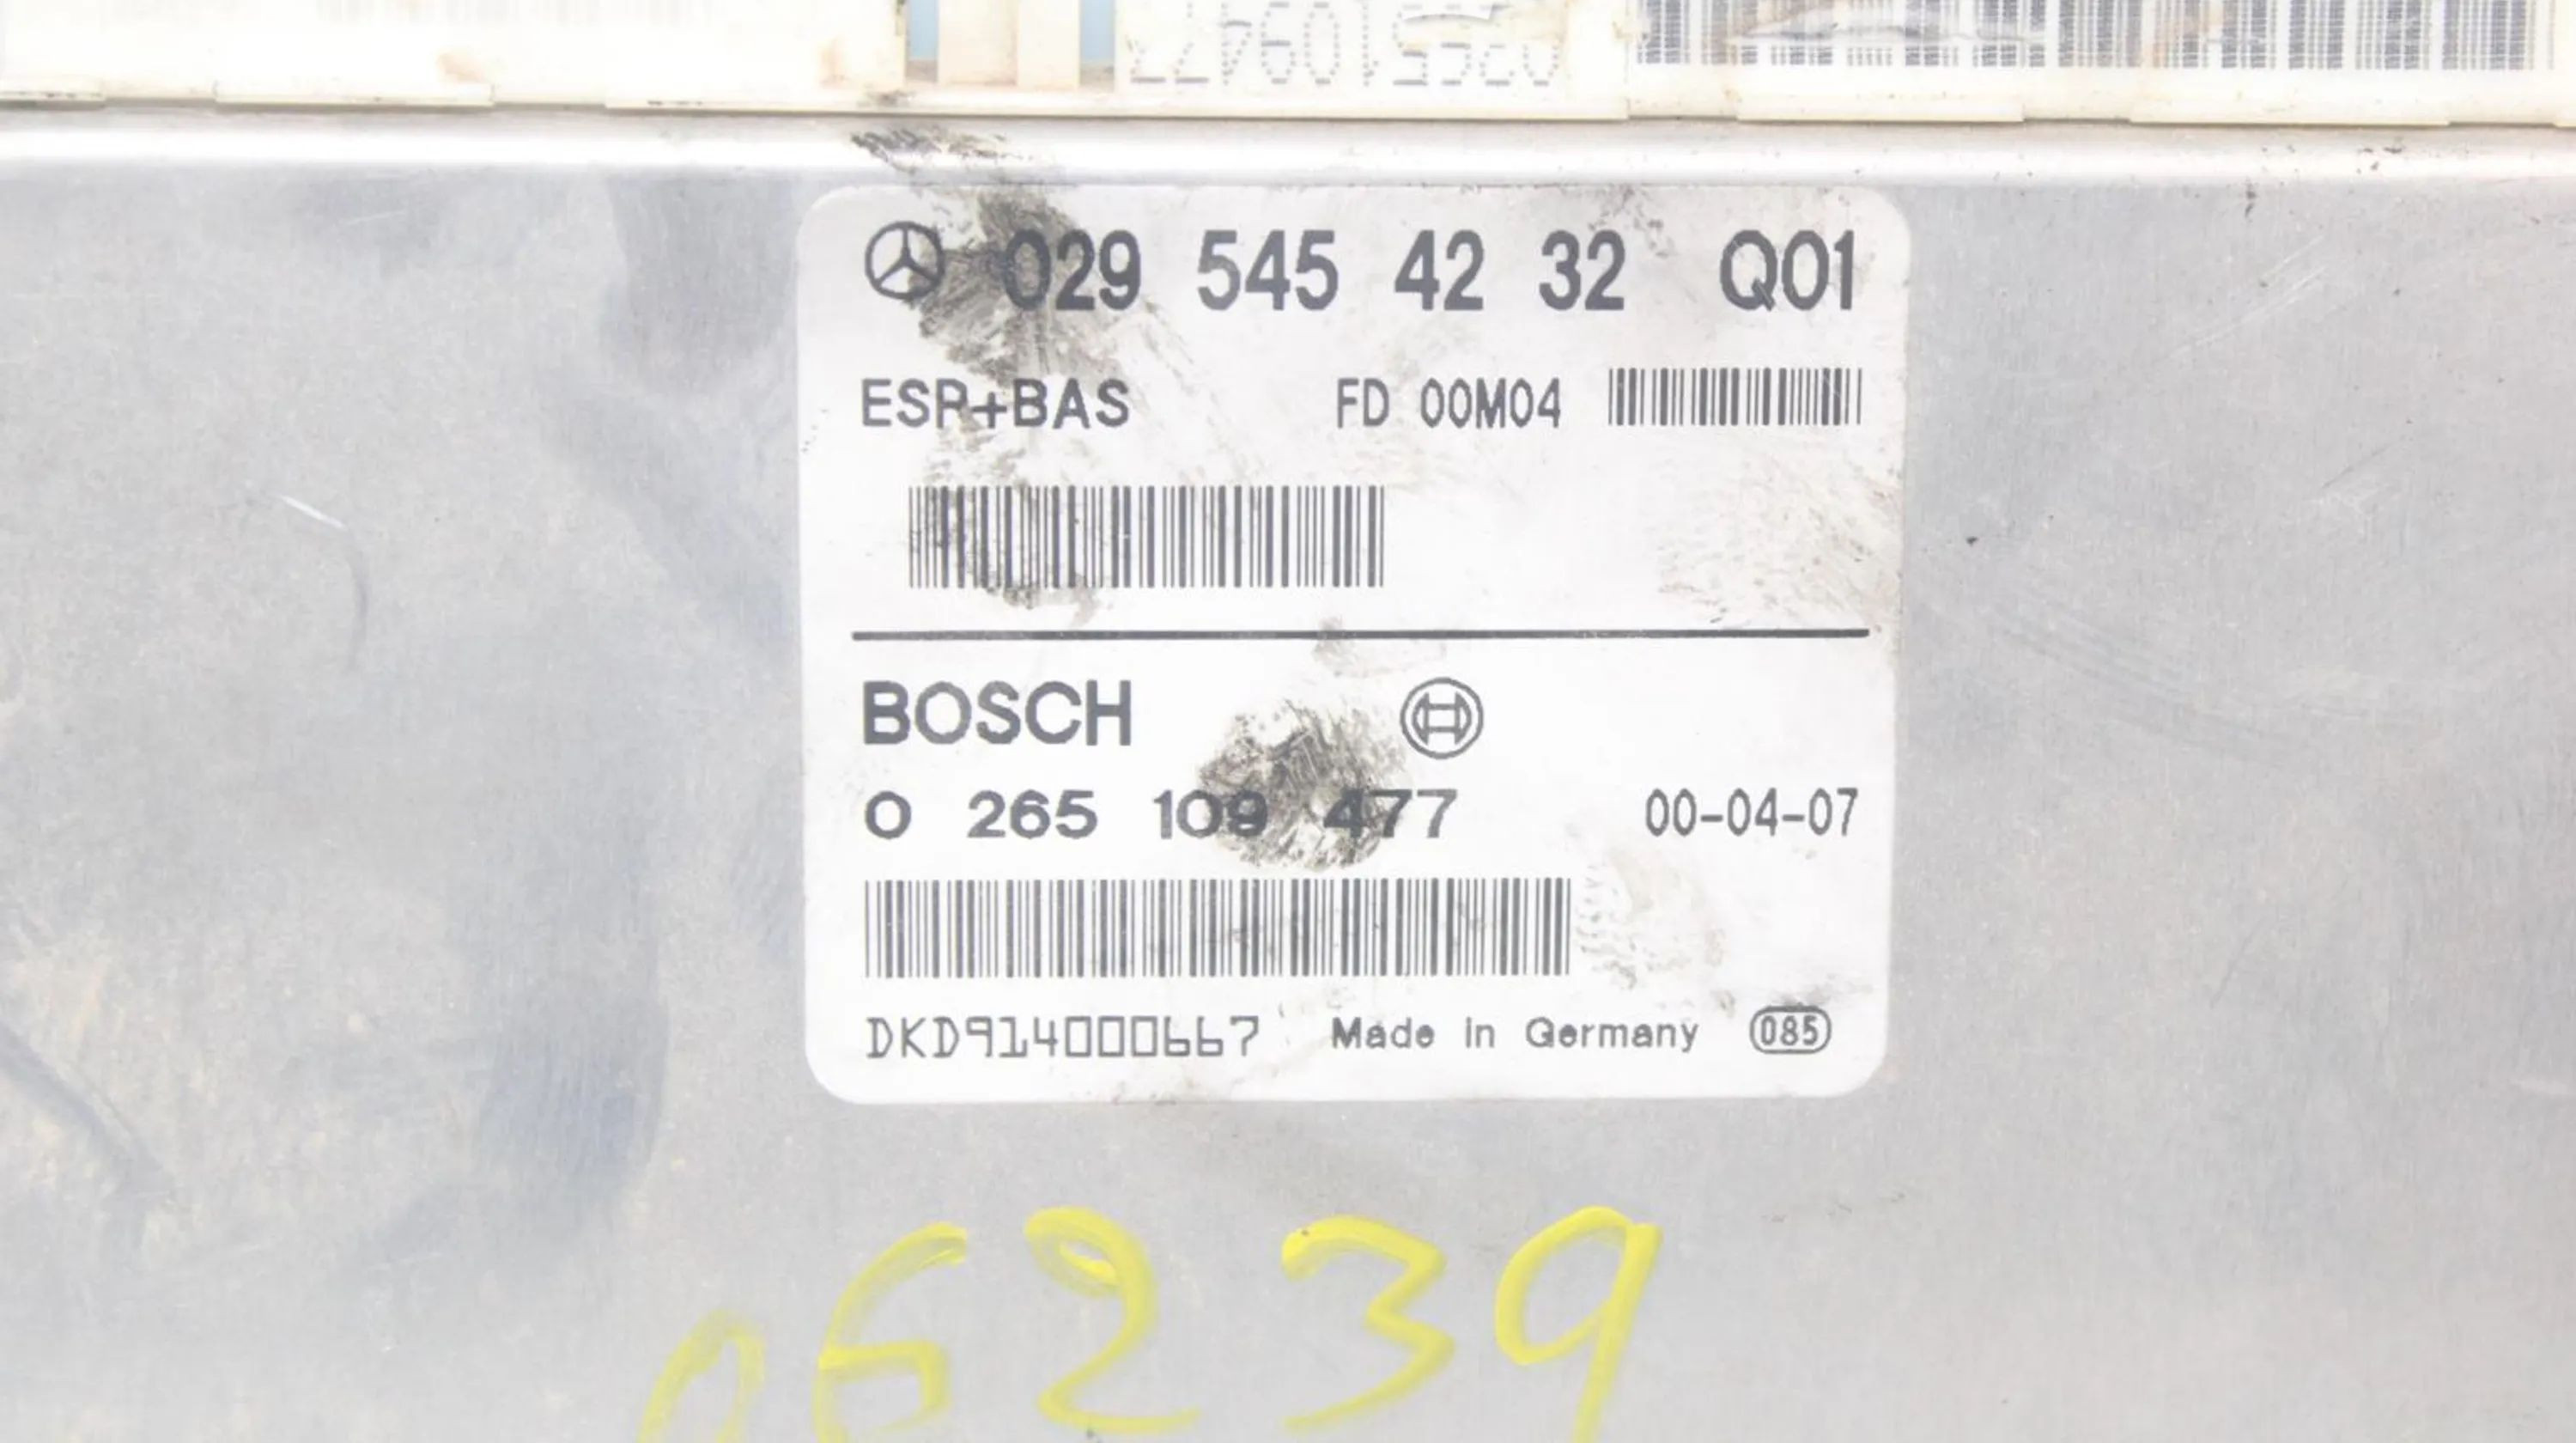 029 545 42 32 Q01
ESP+BAS FD 00M04
BOSCH
0 265 109 477 00-04-07
DKD914000667 Made in Germany 085
06239